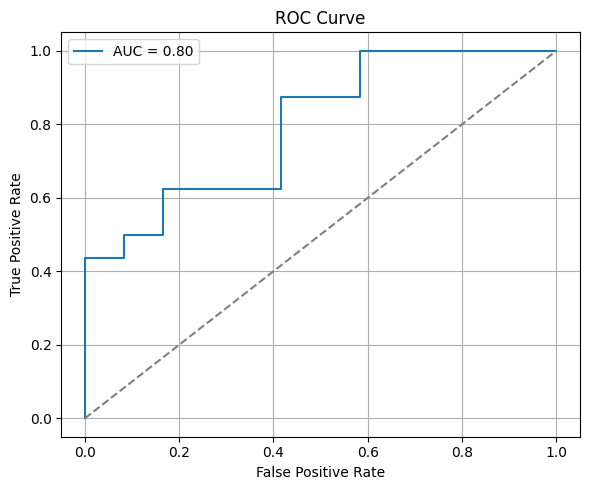 ROC Curve
AUC = 0.80
True Positive Rate
1.0
0.8
0.6
0.4
0.2
0.0
0.0 0.2 0.4 0.6 0.8 1.0
False Positive Rate